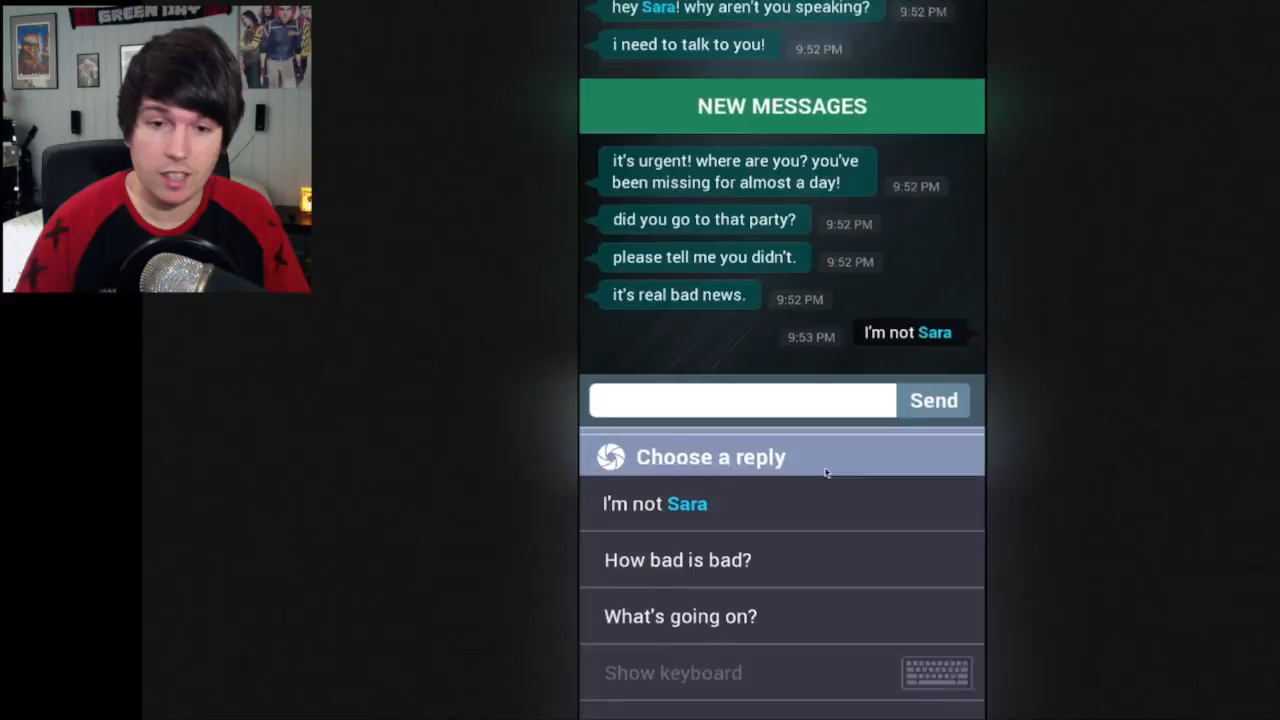 GREEN DAY
hey Sara! why aren't you speaking?
9:52 PM
i need to talk to you!
9:52 PM
NEW MESSAGES
it's urgent! where are you? you've
been missing for almost a day!
9:52 PM
did you go to that party?
9:52 PM
please tell me you didn't.
9:52 PM
it's real bad news.
9:52 PM
9:53 PM
I'm not Sara
Send
Choose a reply
I'm not Sara
How bad is bad?
What's going on?
Show keyboard